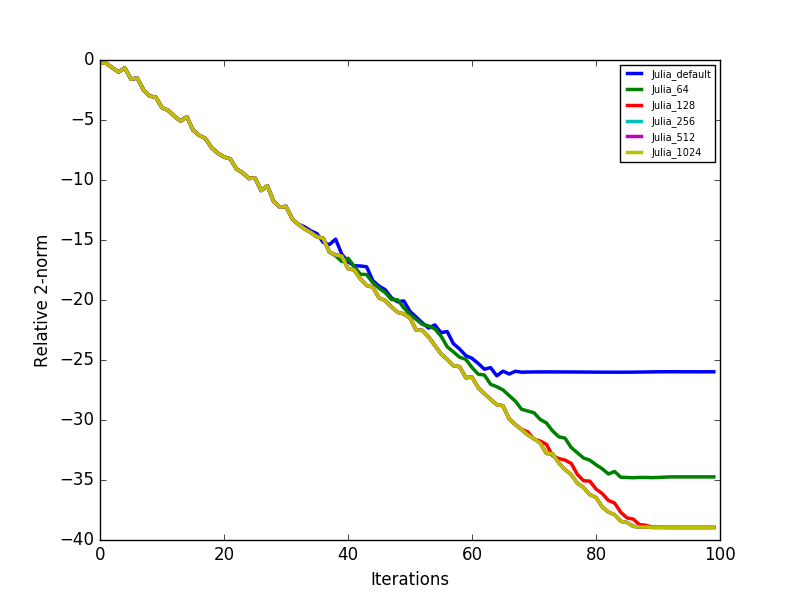 0
−5
−10
−15
−20
−25
−30
−35
−40
Relative 2-norm
0 20 40 60 80 100
Iterations
Julia_default
Julia_64
Julia_128
Julia_256
Julia_512
Julia_1024